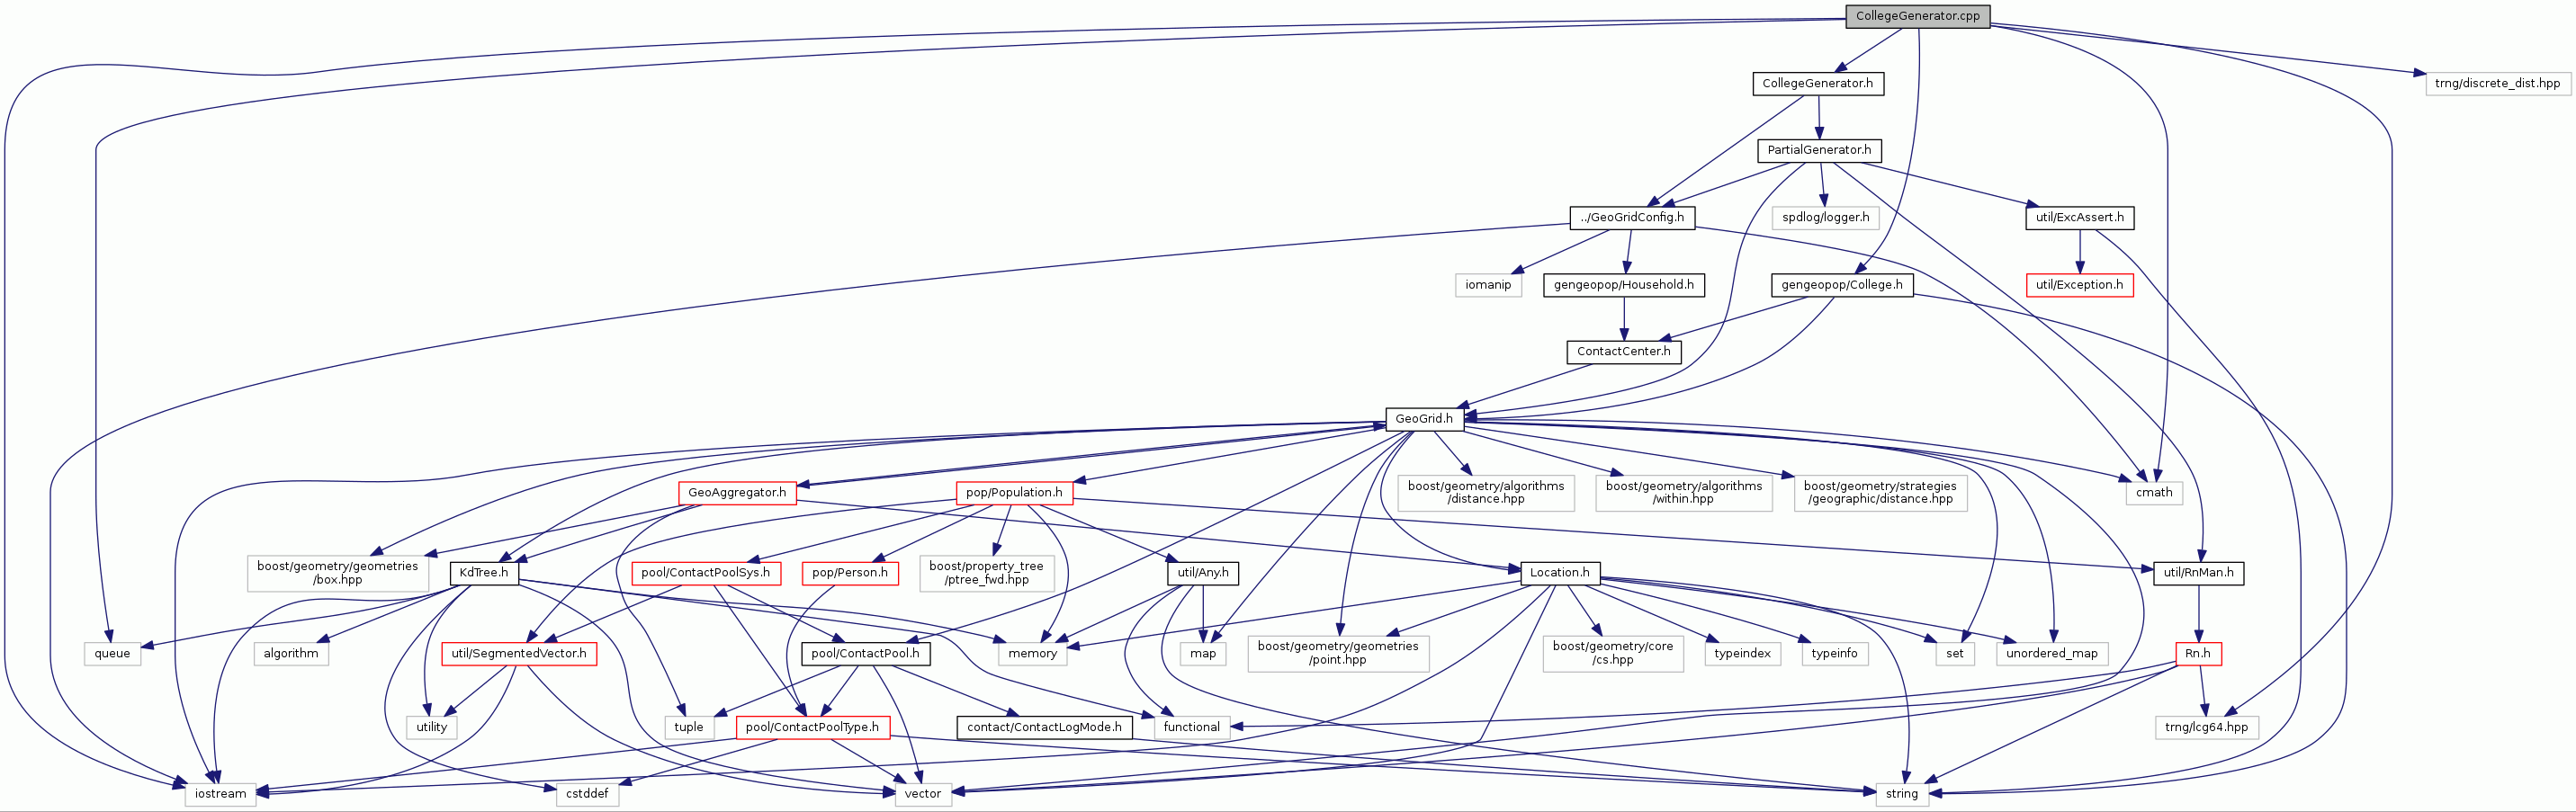 CollegeGenerator.cpp
CollegeGenerator.h
trng/discrete_dist.hpp
PartialGenerator.h
../GeoGridConfig.h
spdlog/logger.h
util/ExcAssert.h
iomanip
gengeopop/Household.h
gengeopop/College.h
util/Exception.h
ContactCenter.h
GeoGrid.h
GeoAggregator.h
pop/Population.h
boost/geometry/algorithms
/distance.hpp
boost/geometry/algorithms
/within.hpp
boost/geometry/strategies
/geographic/distance.hpp
cmath
boost/geometry/geometries
/box.hpp
KdTree.h
pool/ContactPoolSys.h
pop/Person.h
boost/property_tree
/ptree_fwd.hpp
util/Any.h
Location.h
util/RnMan.h
queue
algorithm
util/SegmentedVector.h
pool/ContactPool.h
memory
map
boost/geometry/geometries
/point.hpp
boost/geometry/core
/cs.hpp
typeindex
typeinfo
set
unordered_map
Rn.h
utility
tuple
pool/ContactPoolType.h
contact/ContactLogMode.h
functional
trng/lcg64.hpp
iostream
cstddef
vector
string